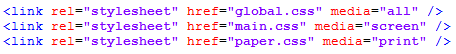 <link rel="stylesheet" href="global.css" media="all" />
<link rel="stylesheet" href="main.css" media="screen" />
<link rel="stylesheet" href="paper.css" media="print" />